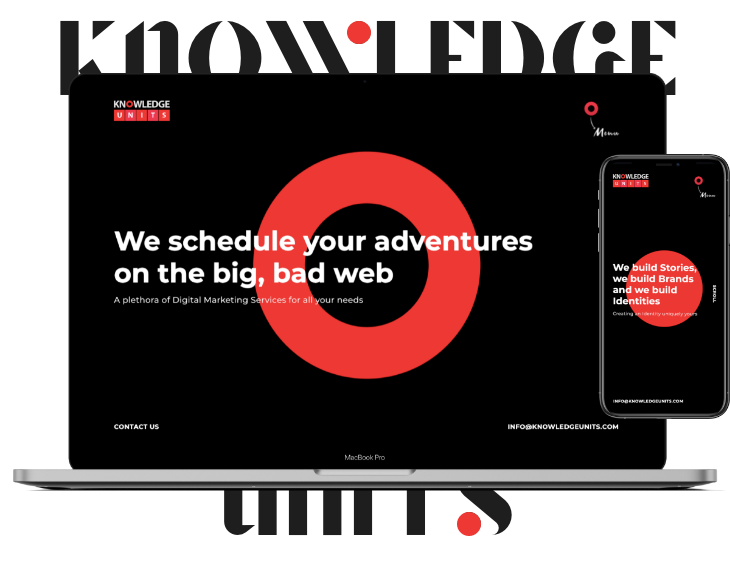 KNOWLEDGE
KNOWLEDGE
UNITS
Menu
We schedule your adventures
on the big, bad web
A plethora of Digital Marketing Services for all your needs
CONTACT US
INFO@KNOWLEDGEUNITS.COM
MacBook Pro
KNOWLEDGE
UNITS
Menu
We build Stories,
we build Brands
and we build
Identities
Creating an identity uniquely yours
SCROLL
INFO@KNOWLEDGEUNITS.COM
UNITS